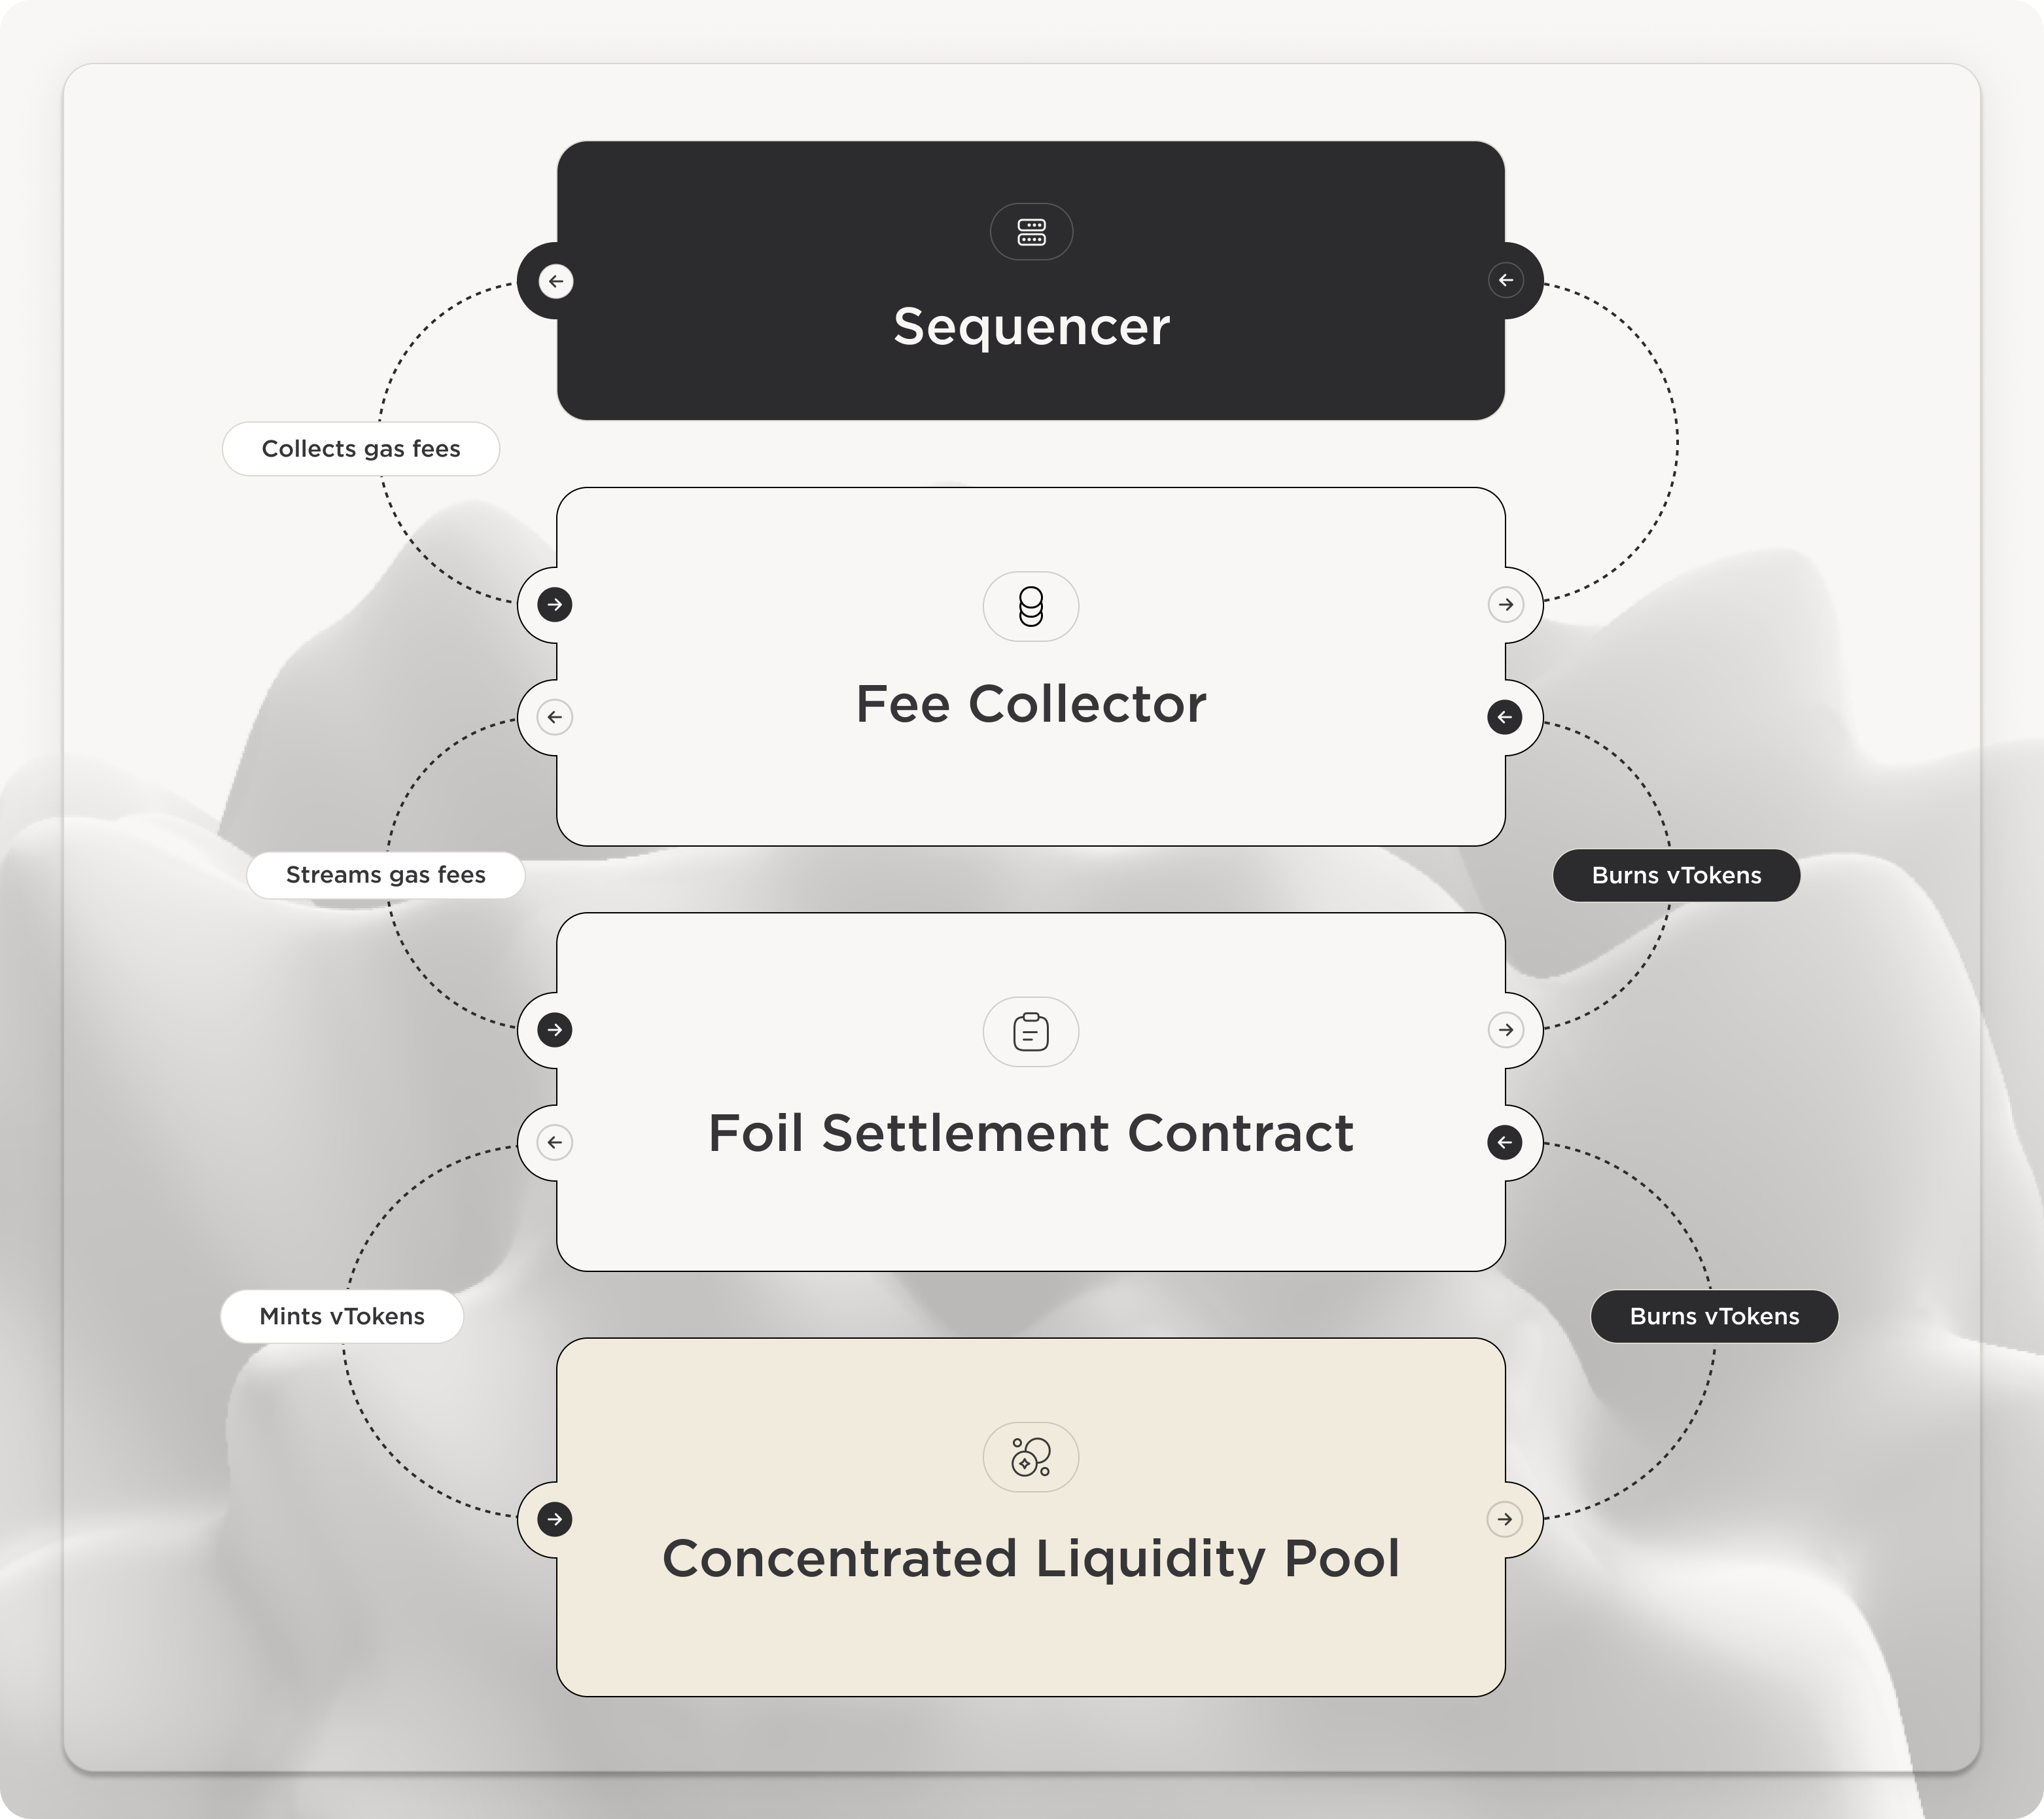 Sequencer
Collects gas fees
Fee Collector
Streams gas fees
Burns vTokens
Foil Settlement Contract
Mints vTokens
Burns vTokens
Concentrated Liquidity Pool